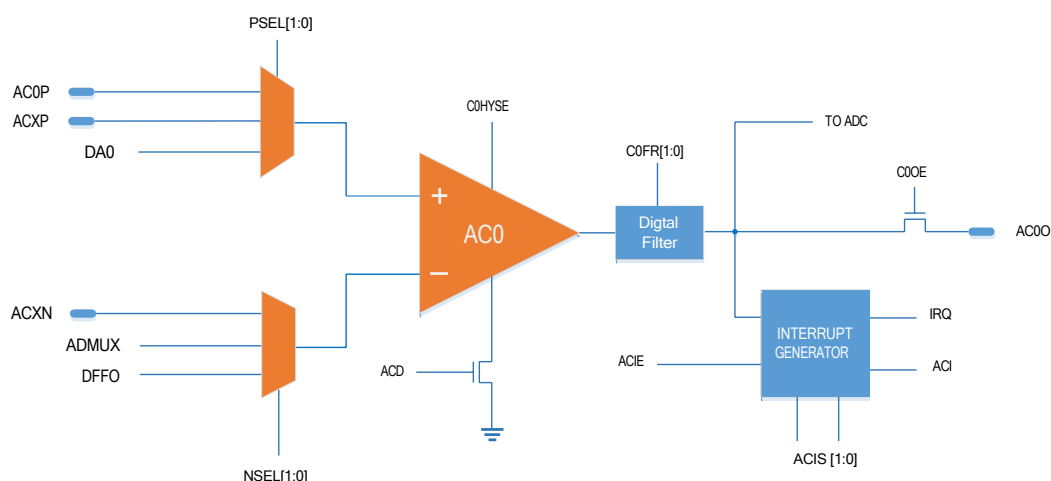 PSEL[1:0]
AC0P
ACXP
DA0
C0HYSE
TO ADC
C0FR[1:0]
C0OE
+
AC0
Digtal
Filter
AC0O
−
ACXN
ADMUX
DFFO
ACD
INTERRUPT
GENERATOR
IRQ
ACIE
ACI
ACIS [1:0]
NSEL[1:0]